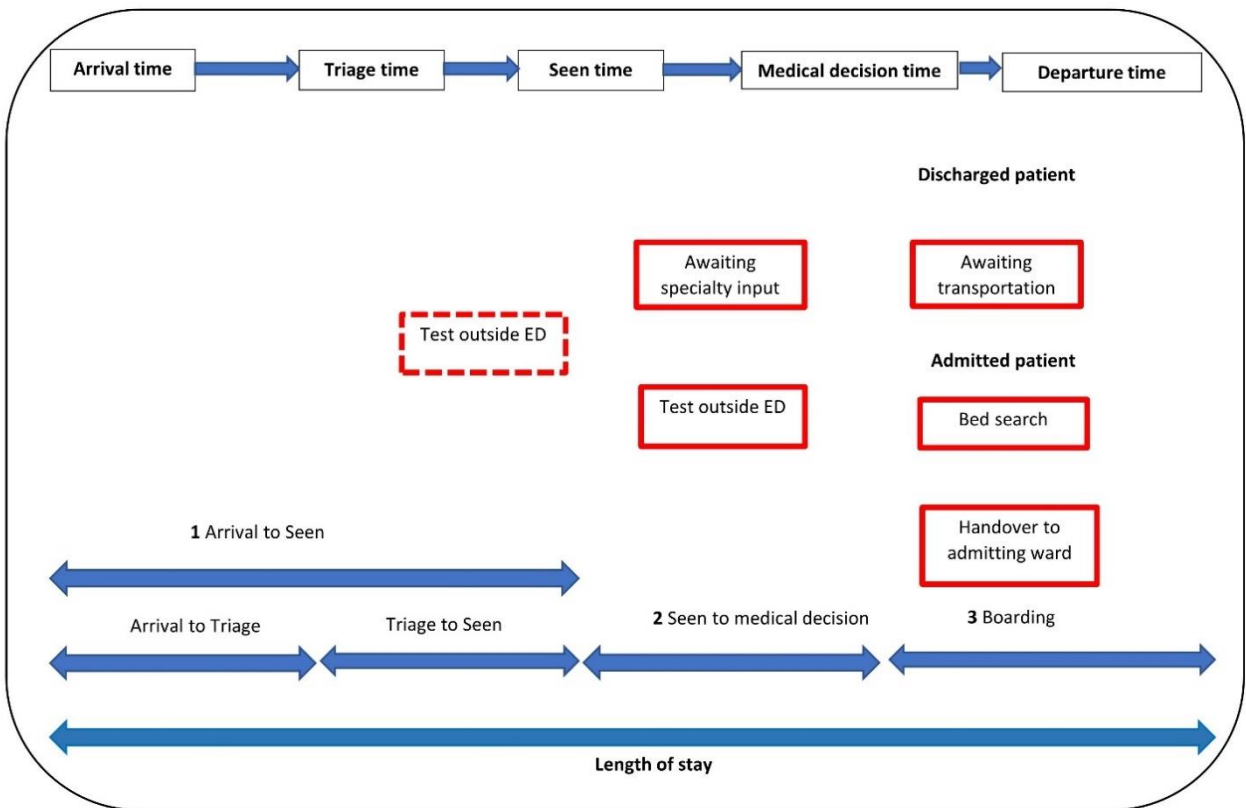 Arrival time
Triage time
Seen time
Medical decision time
Departure time
Discharged patient
Awaiting
specialty input
Awaiting
transportation
Test outside ED
Admitted patient
Test outside ED
Bed search
Handover to
admitting ward
1 Arrival to Seen
Arrival to Triage
Triage to Seen
2 Seen to medical decision
3 Boarding
Length of stay